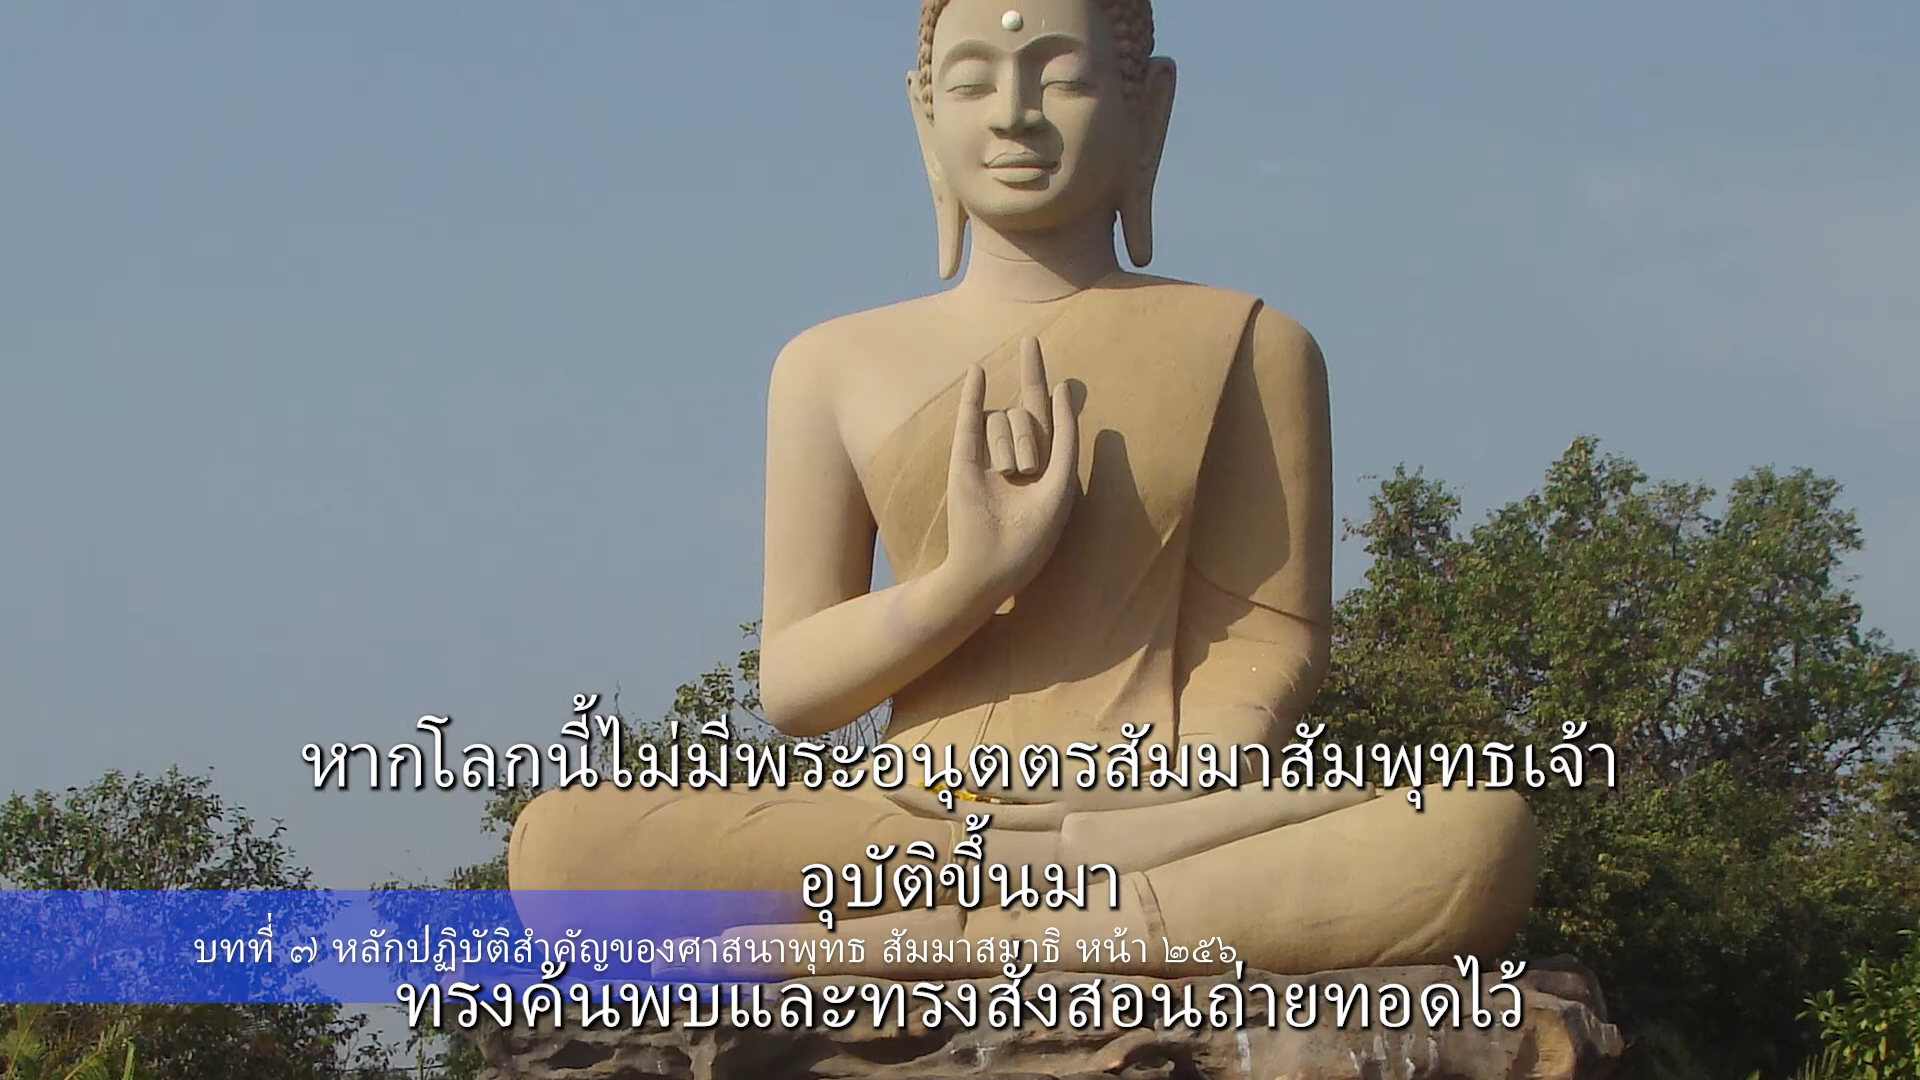 หากโลกนี้ไม่มีพระอนุตตรสัมมาสัมพุทธเจ้า
อุบัติขึ้นมา
บทที่ ๗ หลักปฏิบัติสำคัญของศาสนาพุทธ สัมมาสมาธิ หน้า ๒๕๖
ทรงค้นพบและทรงสั่งสอนถ่ายทอดไว้